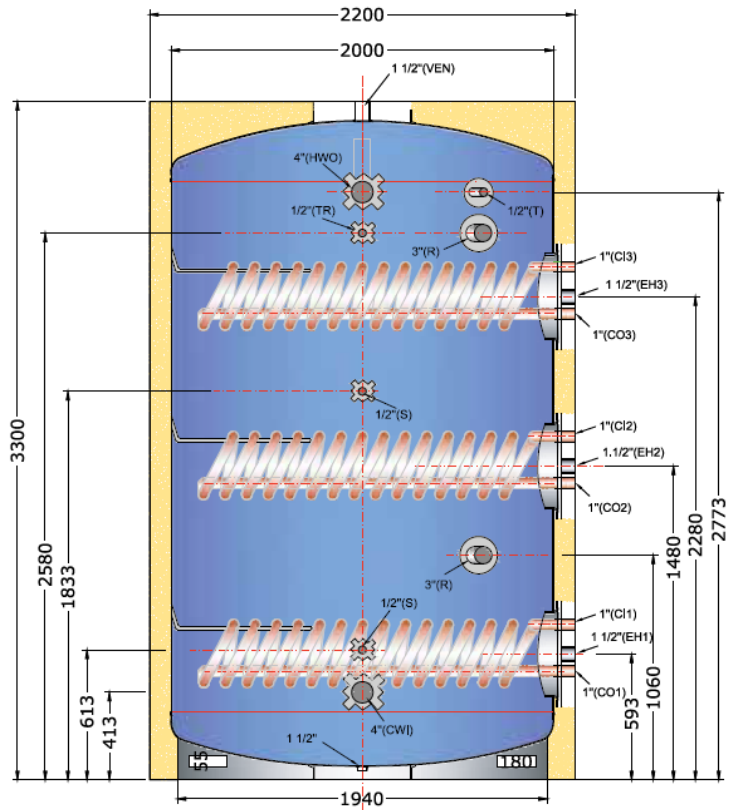 2200
2000
1 1/2"(VEN)
4"(HWO)
1/2"(T)
1/2"(TR)
3"(R)
1"(CI3)
1 1/2"(EH3)
1"(CO3)
1/2"(S)
1"(CI2)
1.1/2"(EH2)
1"(CO2)
3"(R)
1/2"(S)
1"(CI1)
1 1/2"(EH1)
1"(CO1)
4"(CWI)
1 1/2"
3300
2580
1833
613
413
593
1060
1480
2280
2773
55
180
1940